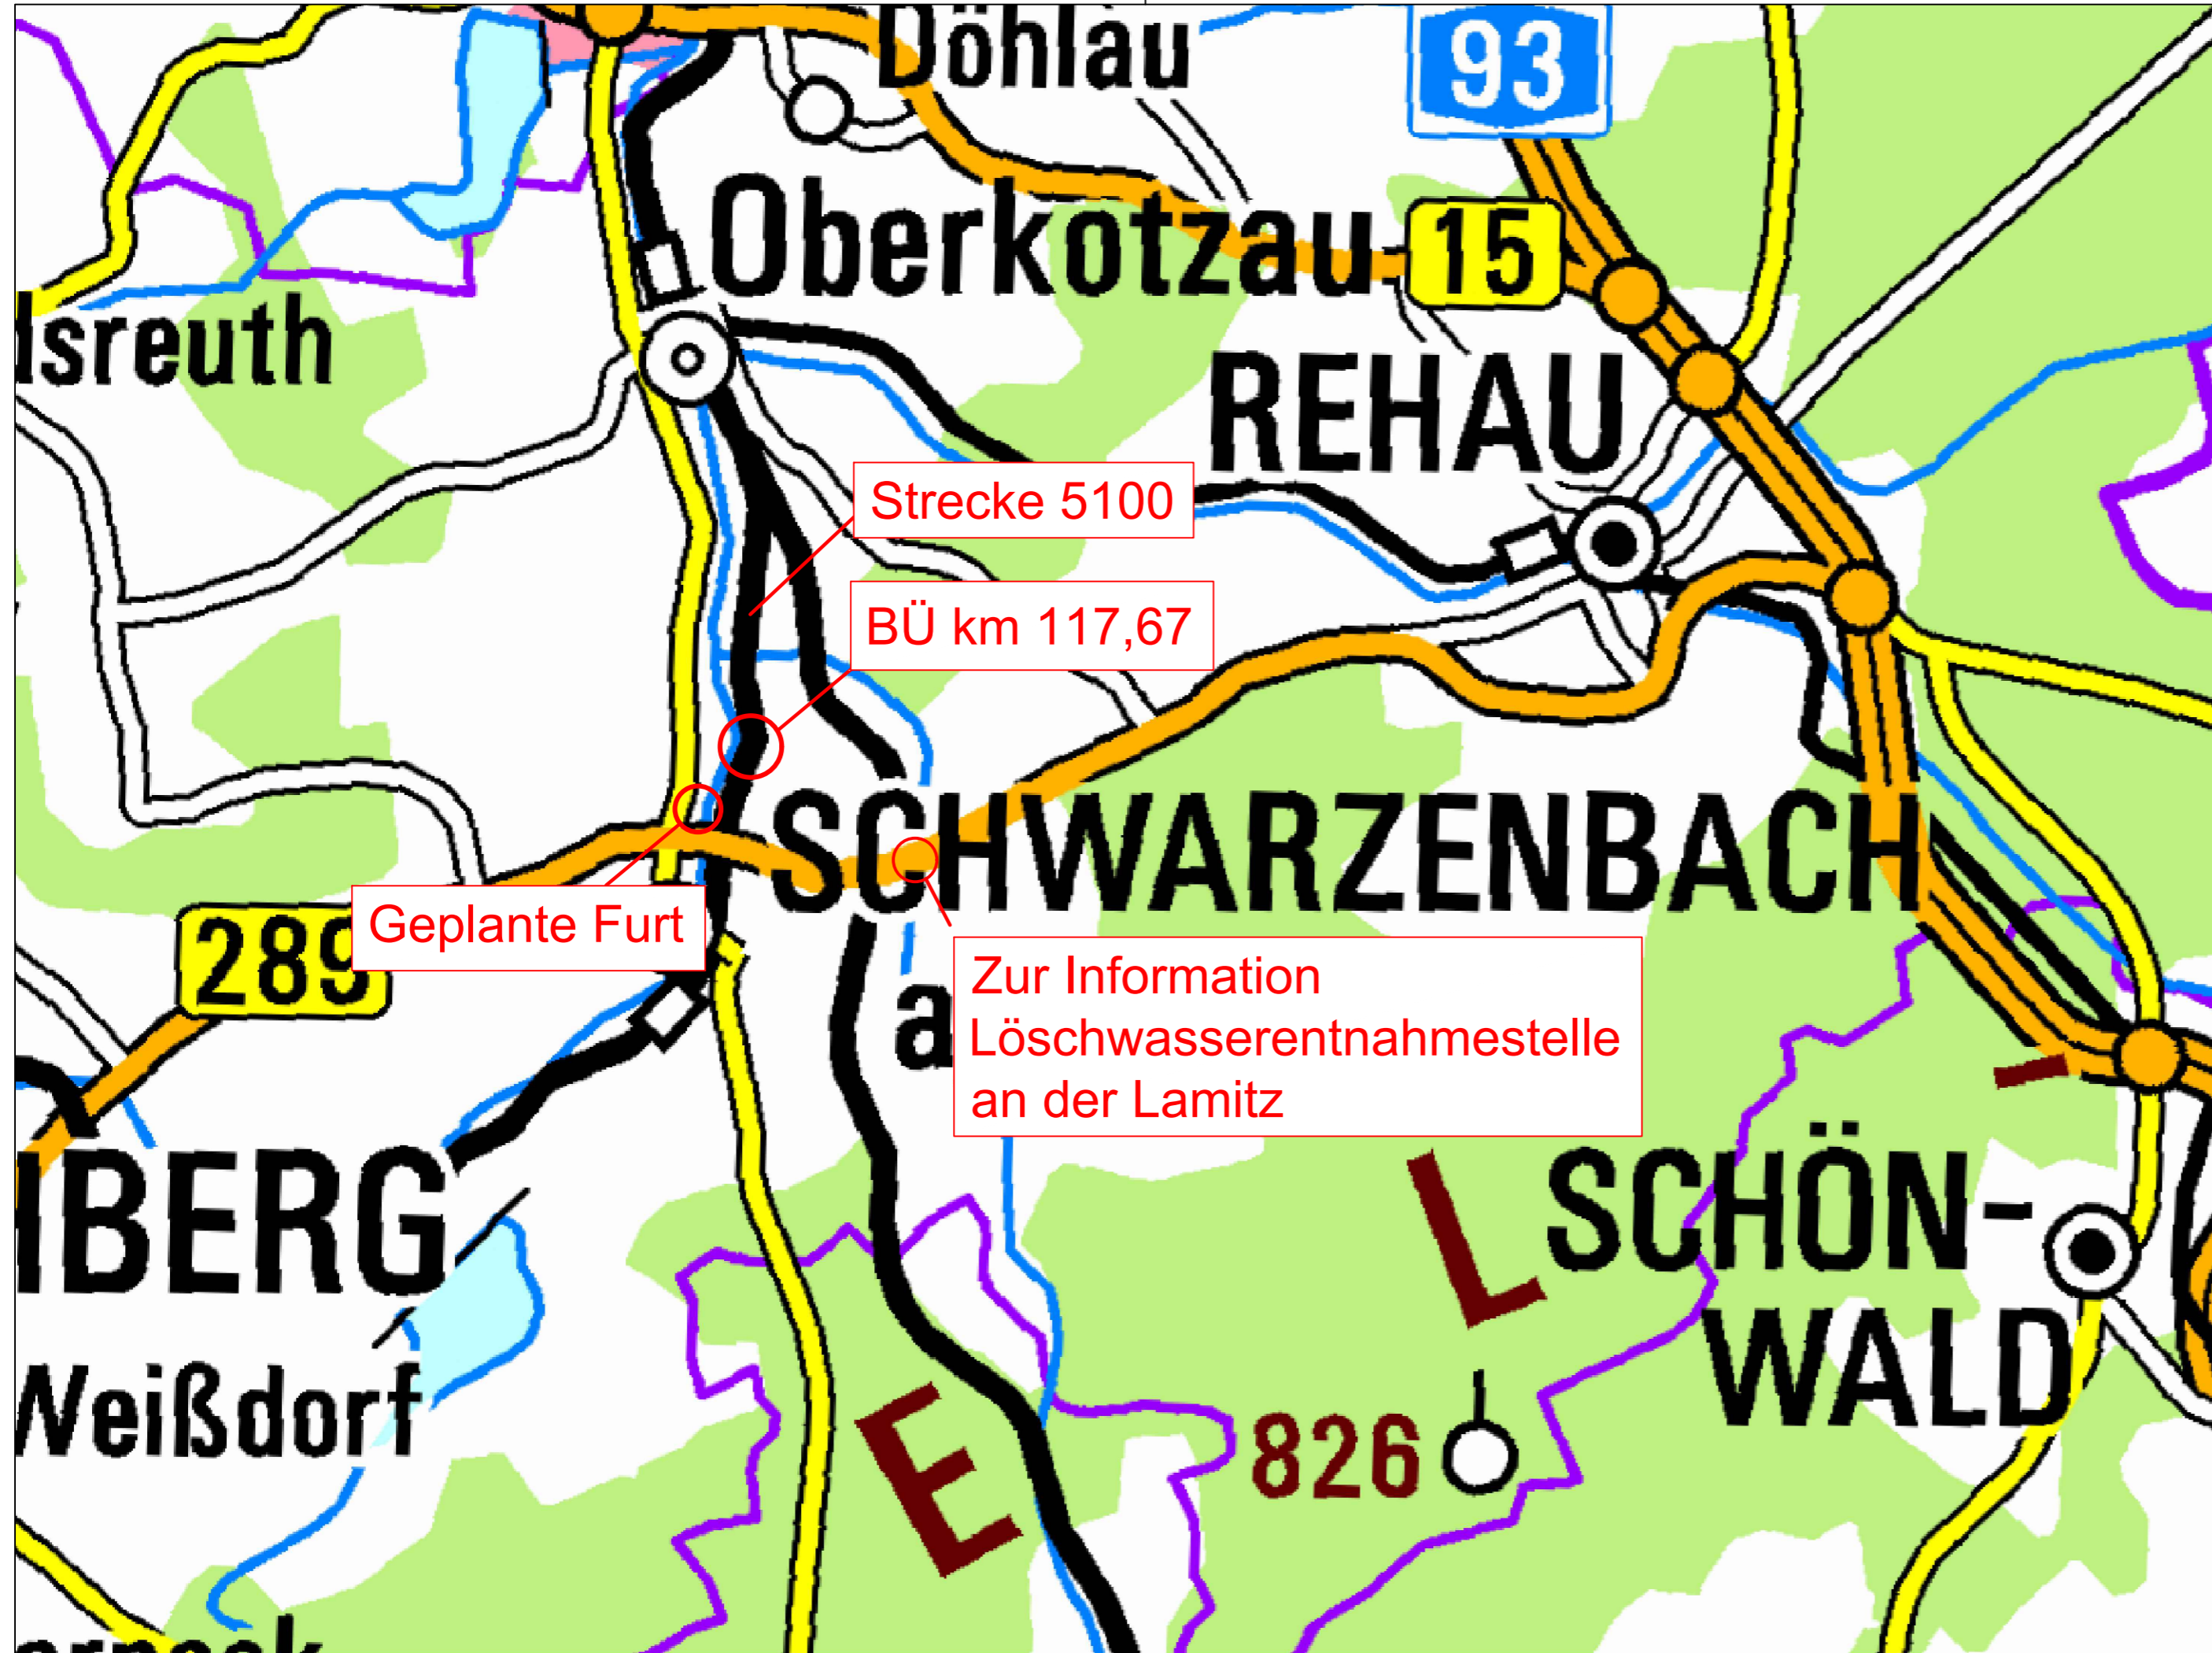 Döhlau
93
Oberkotzau
15
lsreuth
REHAU
Strecke 5100
BÜ km 117,67
SCHWARZENBACH
Geplante Furt
289
a
Zur Information
Löschwasserentnahmestelle
an der Lamitz
BERG
L
SCHÖN-
WALD
Weißdorf
E
826